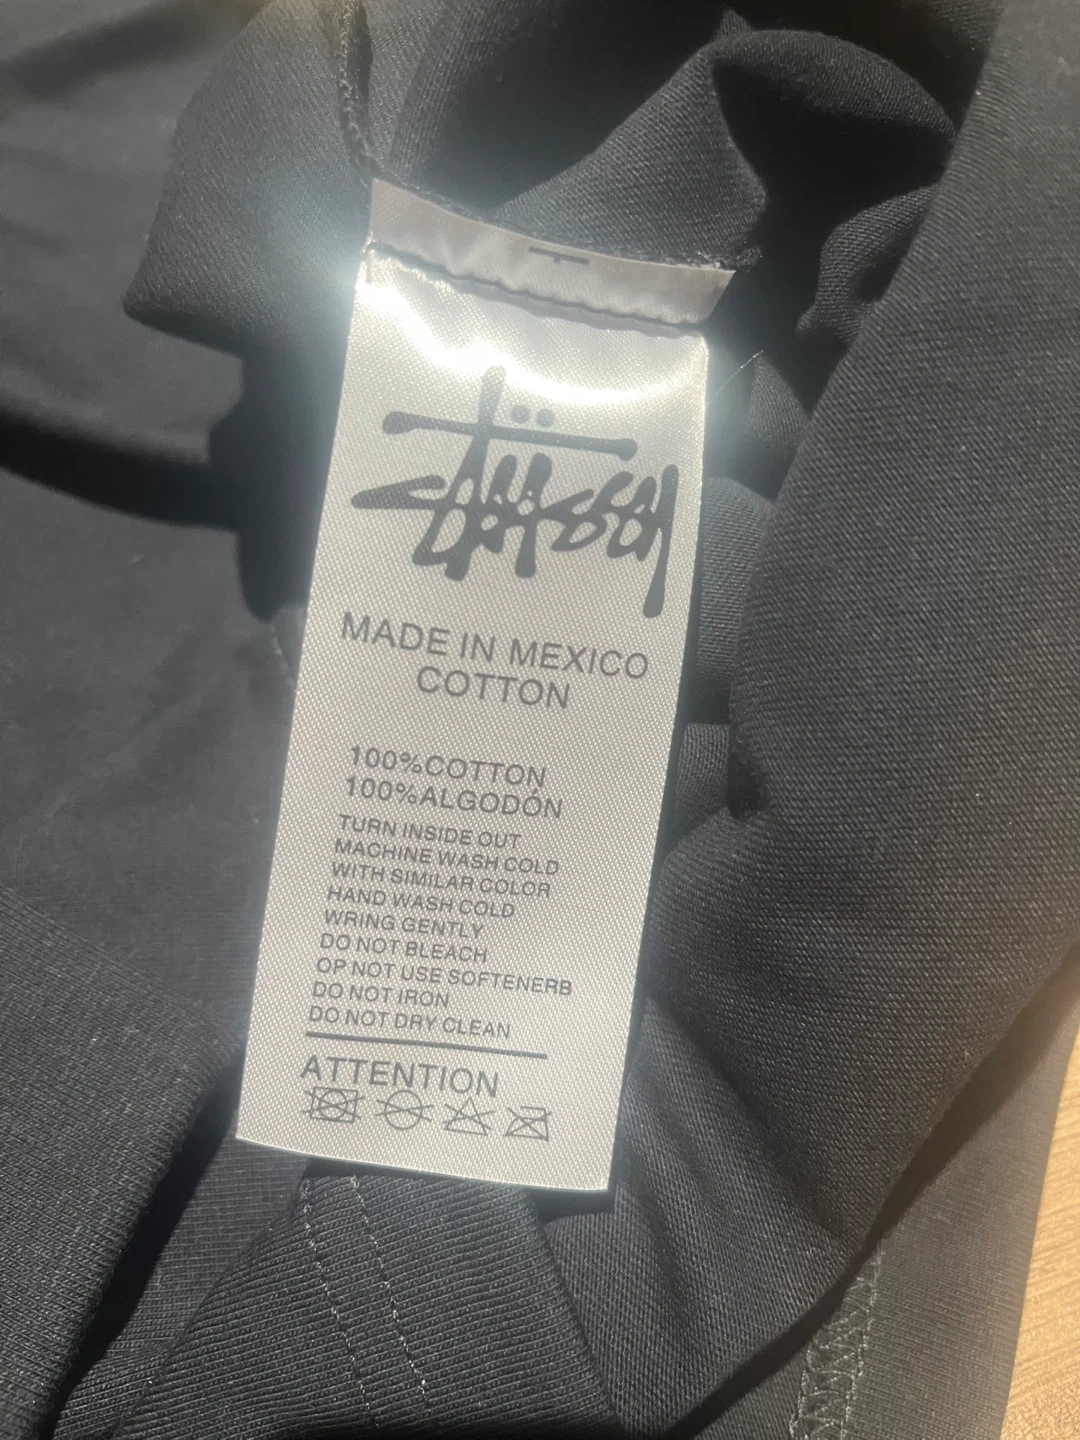 Stüssy
MADE IN MEXICO
COTTON
100%COTTON
100%ALGODÓN
TURN INSIDE OUT
MACHINE WASH COLD
WITH SIMILAR COLOR
HAND WASH COLD
WRING GENTLY
DO NOT BLEACH
OP NOT USE SOFTENERB
DO NOT IRON
DO NOT DRY CLEAN
ATTENTION